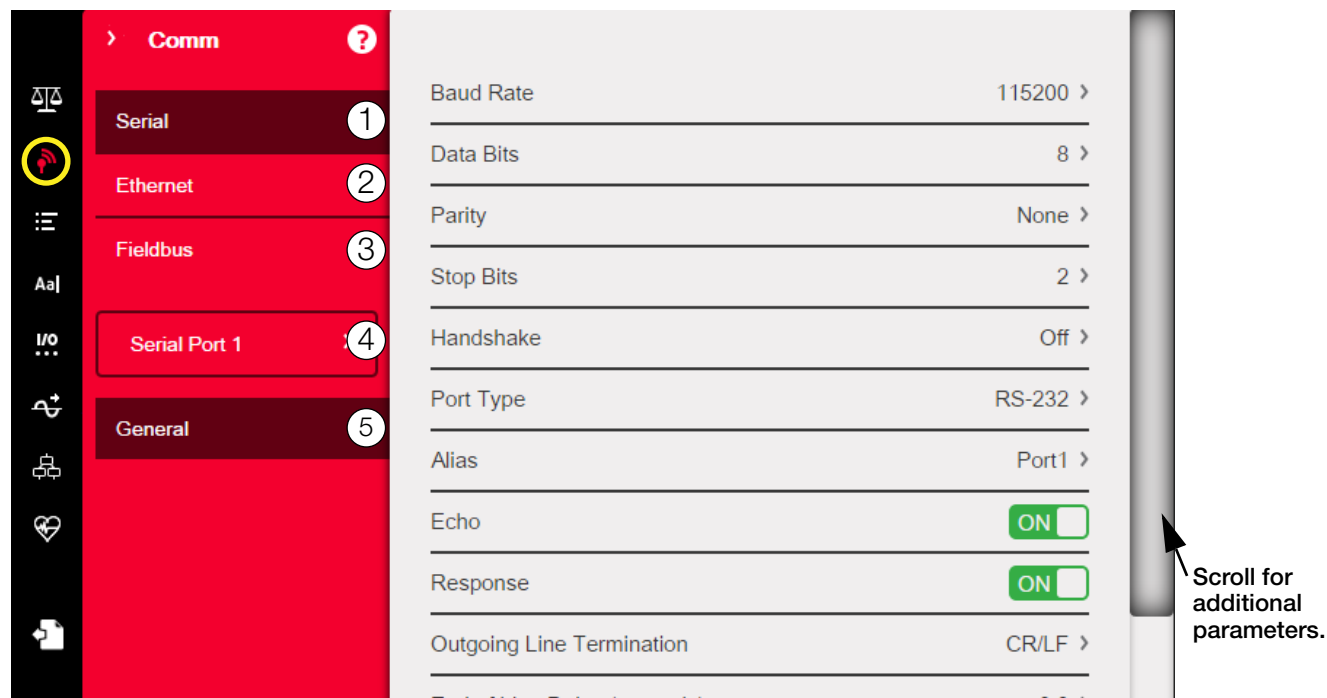 Comm ?
Serial 1
Ethernet 2
Fieldbus 3
Serial Port 1 4
General 5
Aa
I/O
Baud Rate 115200
Data Bits 8
Parity None
Stop Bits 2
Handshake Off
Port Type RS-232
Alias Port1
Echo ON
Response ON
Outgoing Line Termination CR/LF
Scroll for
additional
parameters.